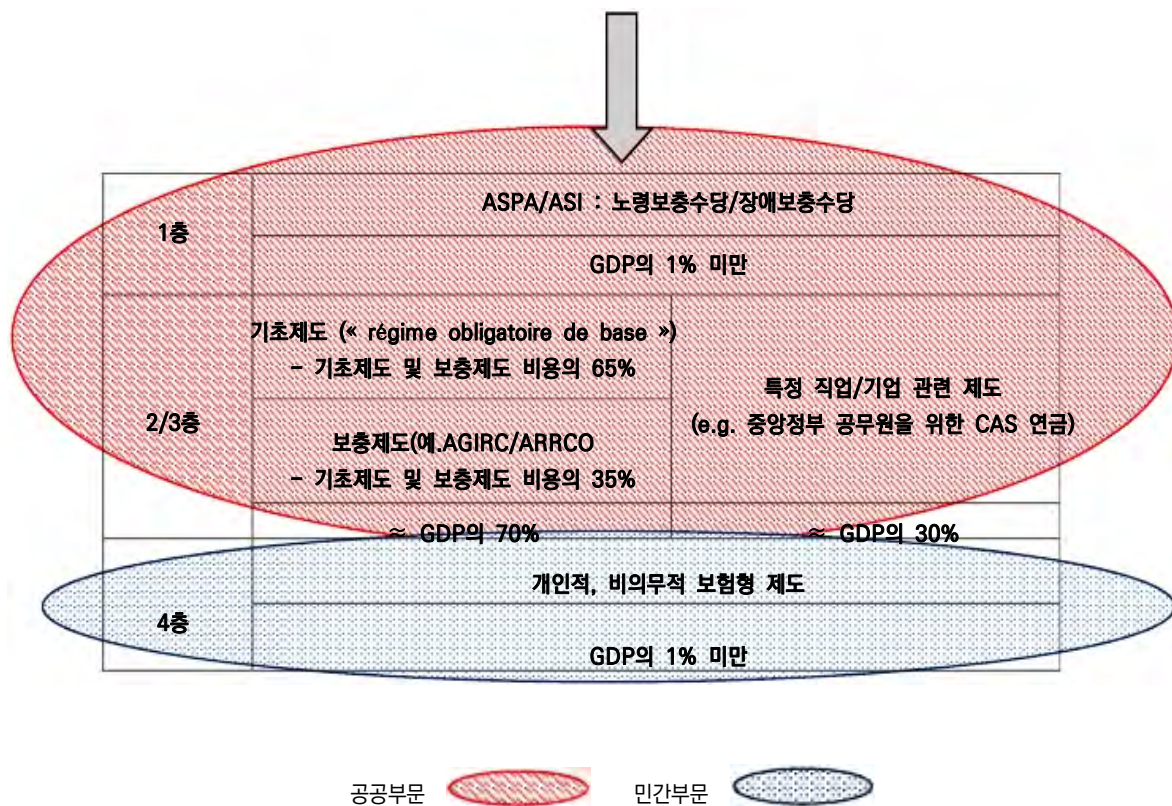 ASPA/ASI : 노령보충수당/장애보충수당
1층
GDP의 1% 미만
기초제도 (« régime obligatoire de base »)
- 기초제도 및 보충제도 비용의 65%
특정 직업/기업 관련 제도
(e.g. 중앙정부 공무원을 위한 CAS 연금)
2/3층
보충제도(예.AGIRC/ARRCO
- 기초제도 및 보충제도 비용의 35%
≈ GDP의 70%
≈ GDP의 30%
개인적, 비의무적 보험형 제도
4층
GDP의 1% 미만
공공부문
민간부문